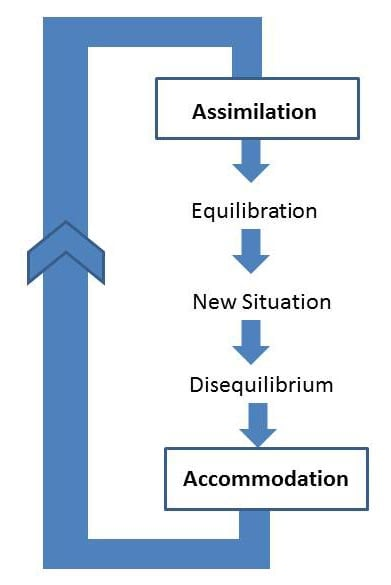 Assimilation
Equilibration
New Situation
Disequilibrium
Accommodation